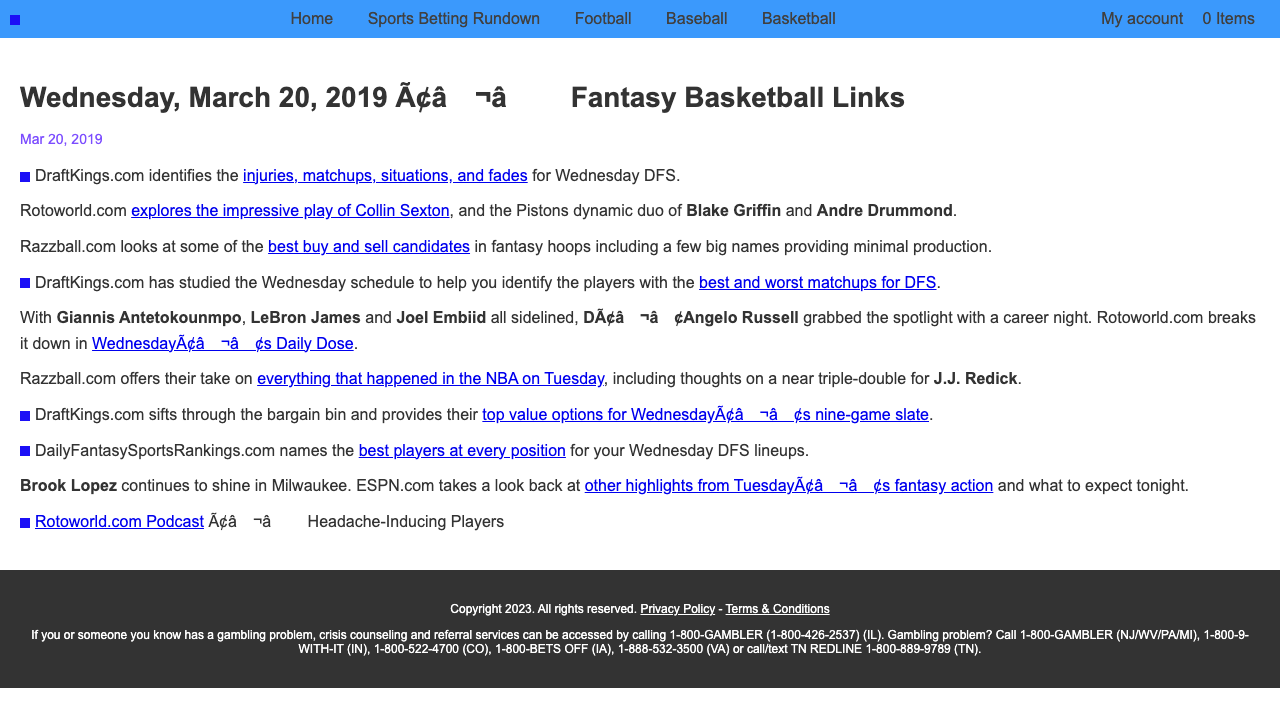 Home Sports Betting Rundown Football Baseball Basketball My account 0 Items
Wednesday, March 20, 2019 Ã¢â ¬â Fantasy Basketball Links
Mar 20, 2019
DraftKings.com identifies the injuries, matchups, situations, and fades for Wednesday DFS.
Rotoworld.com explores the impressive play of Collin Sexton, and the Pistons dynamic duo of Blake Griffin and Andre Drummond.
Razzball.com looks at some of the best buy and sell candidates in fantasy hoops including a few big names providing minimal production.
DraftKings.com has studied the Wednesday schedule to help you identify the players with the best and worst matchups for DFS.
With Giannis Antetokounmpo, LeBron James and Joel Embiid all sidelined, DÃ¢â ¬â ¢Angelo Russell grabbed the spotlight with a career night. Rotoworld.com breaks
it down in WednesdayÃ¢â ¬â ¢s Daily Dose.
Razzball.com offers their take on everything that happened in the NBA on Tuesday, including thoughts on a near triple-double for J.J. Redick.
DraftKings.com sifts through the bargain bin and provides their top value options for WednesdayÃ¢â ¬â ¢s nine-game slate.
DailyFantasySportsRankings.com names the best players at every position for your Wednesday DFS lineups.
Brook Lopez continues to shine in Milwaukee. ESPN.com takes a look back at other highlights from TuesdayÃ¢â ¬â ¢s fantasy action and what to expect tonight.
Rotoworld.com Podcast Ã¢â ¬â Headache-Inducing Players
Copyright 2023. All rights reserved. Privacy Policy - Terms & Conditions
If you or someone you know has a gambling problem, crisis counseling and referral services can be accessed by calling 1-800-GAMBLER (1-800-426-2537) (IL). Gambling problem? Call 1-800-GAMBLER (NJ/WV/PA/MI), 1-800-9-
WITH-IT (IN), 1-800-522-4700 (CO), 1-800-BETS OFF (IA), 1-888-532-3500 (VA) or call/text TN REDLINE 1-800-889-9789 (TN).